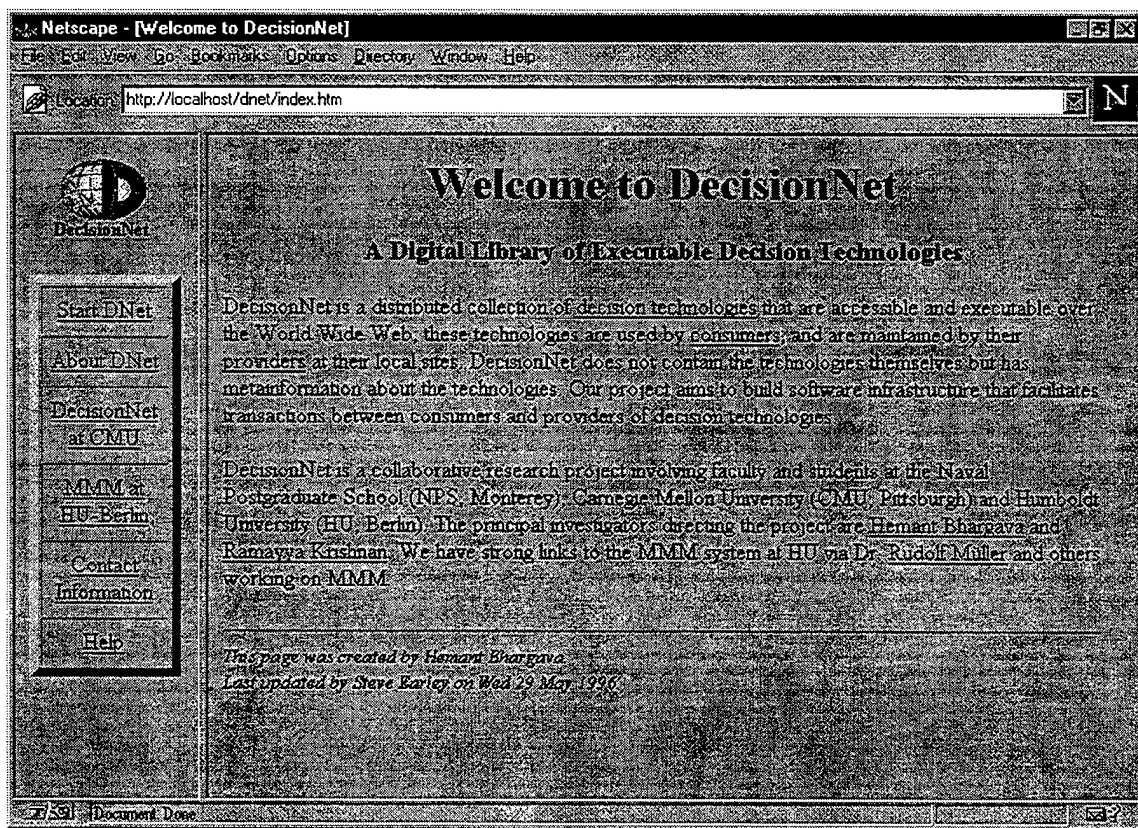 Netscape - [Welcome to DecisionNet]
File Edit View Go Bookmarks Options Directory Window Help
Location: http://localhost/dnet/index.htm
N
DecisionNet
Start DNet
About DNet
DecisionNet
at CMU
MMM at
HU-Berlin
Contact
Information
Help
Welcome to DecisionNet
A Digital Library of Executable Decision Technologies
DecisionNet is a distributed collection of decision technologies that are accessible and executable over
the World Wide Web; these technologies are used by consumers, and are maintained by their
providers at their local sites. DecisionNet does not contain the technologies themselves but has
metainformation about the technologies. Our project aims to build software infrastructure that facilitates
transactions between consumers and providers of decision technologies.
DecisionNet is a collaborative research project involving faculty and students at the Naval
Postgraduate School (NPS, Monterey), Carnegie Mellon University (CMU, Pittsburgh) and Humboldt
University (HU, Berlin). The principal investigators directing the project are Hemant Bhargava and
Ramayya Krishnan. We have strong links to the MMM system at HU via Dr. Rudolf Müller and others
working on MMM.
This page was created by Hemant Bhargava.
Last updated by Steve Earley on Wed 29 May 1996.
Document: Done